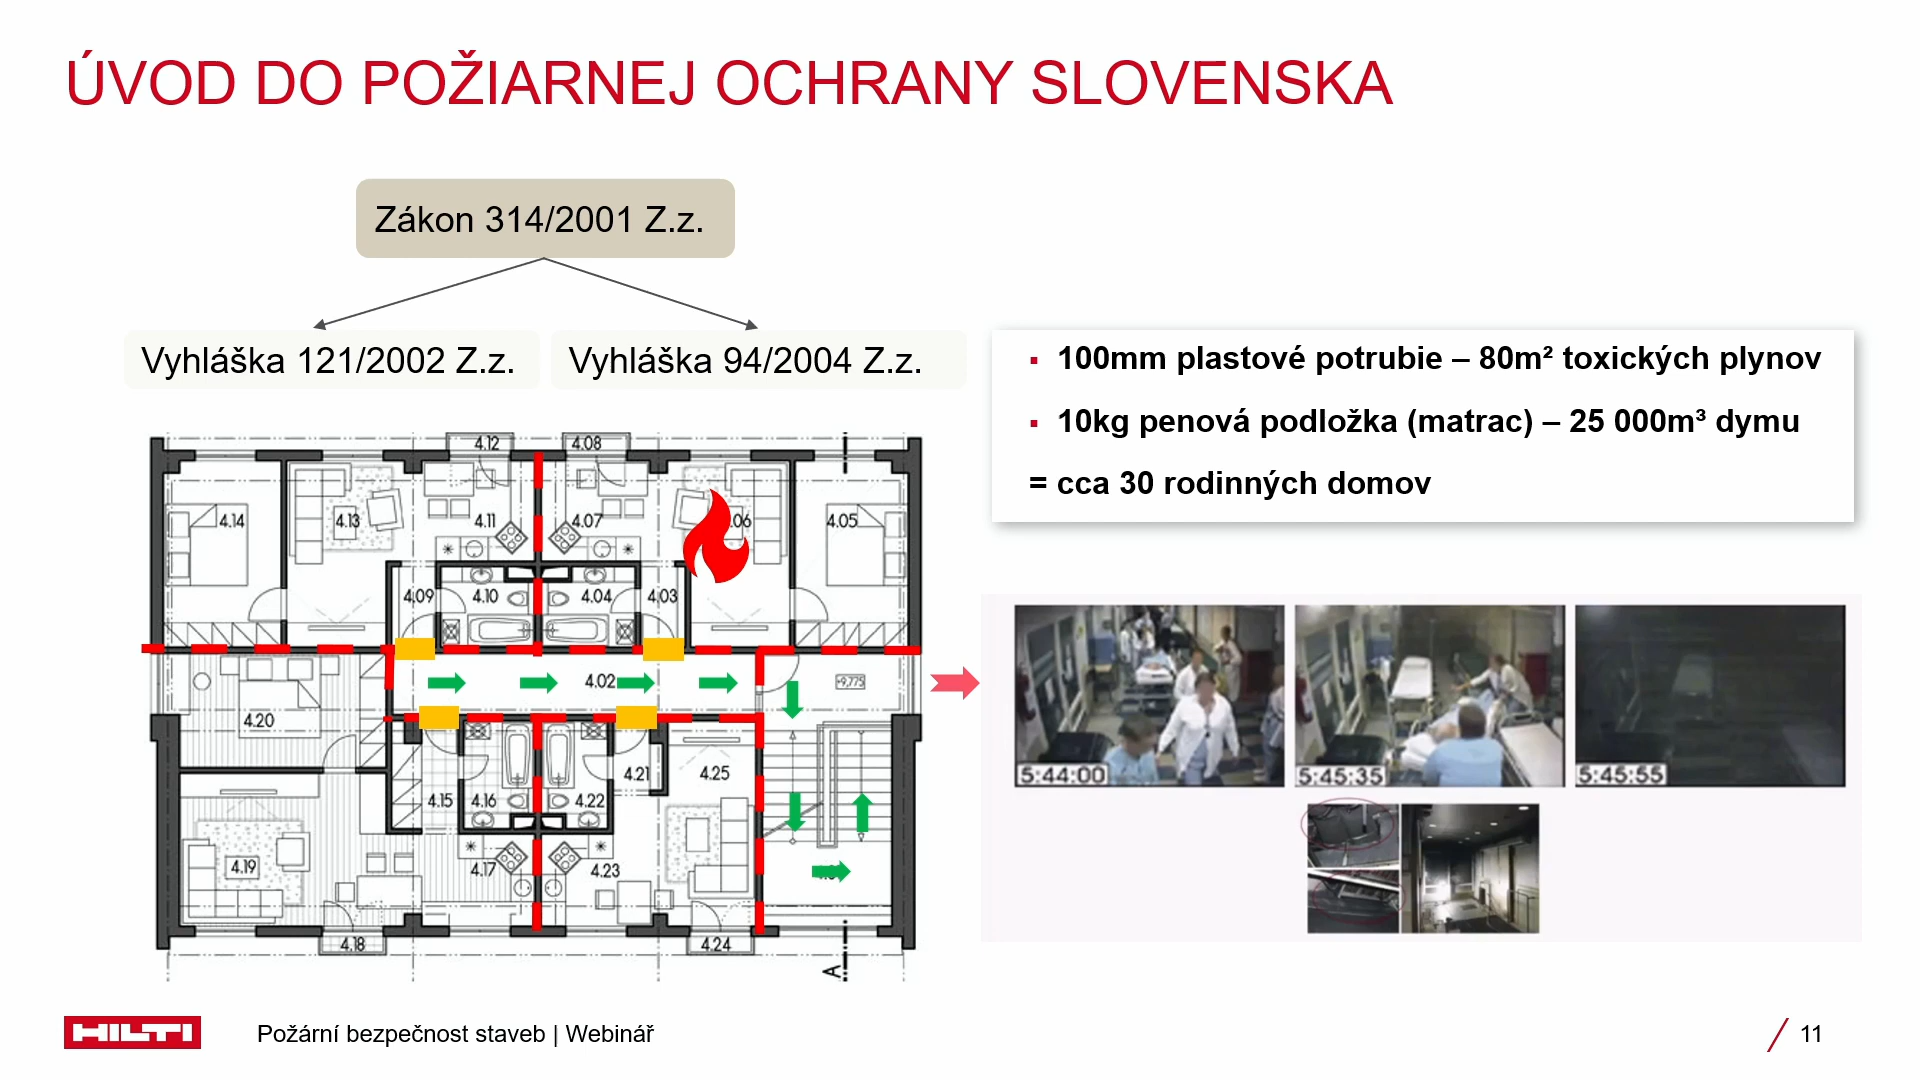 ÚVOD DO POŽIARNEJ OCHRANY SLOVENSKA
Zákon 314/2001 Z.z.
Vyhláška 121/2002 Z.z.
Vyhláška 94/2004 Z.z.
▪ 100mm plastové potrubie – 80m² toxických plynov
▪ 10kg penová podložka (matrac) – 25 000m³ dymu
= cca 30 rodinných domov
4.12
4.08
4.14
4.13
4.11
4.07
06
4.05
4.09
4.10
4.04
4.03
4.02
+9,775
4.20
4.21
4.25
4.15
4.16
4.22
4.19
4.17
4.23
4.18
4.24
A
5:44:00
5:45:35
5:45:55
HILTI
Požární bezpečnost staveb | Webinář
11